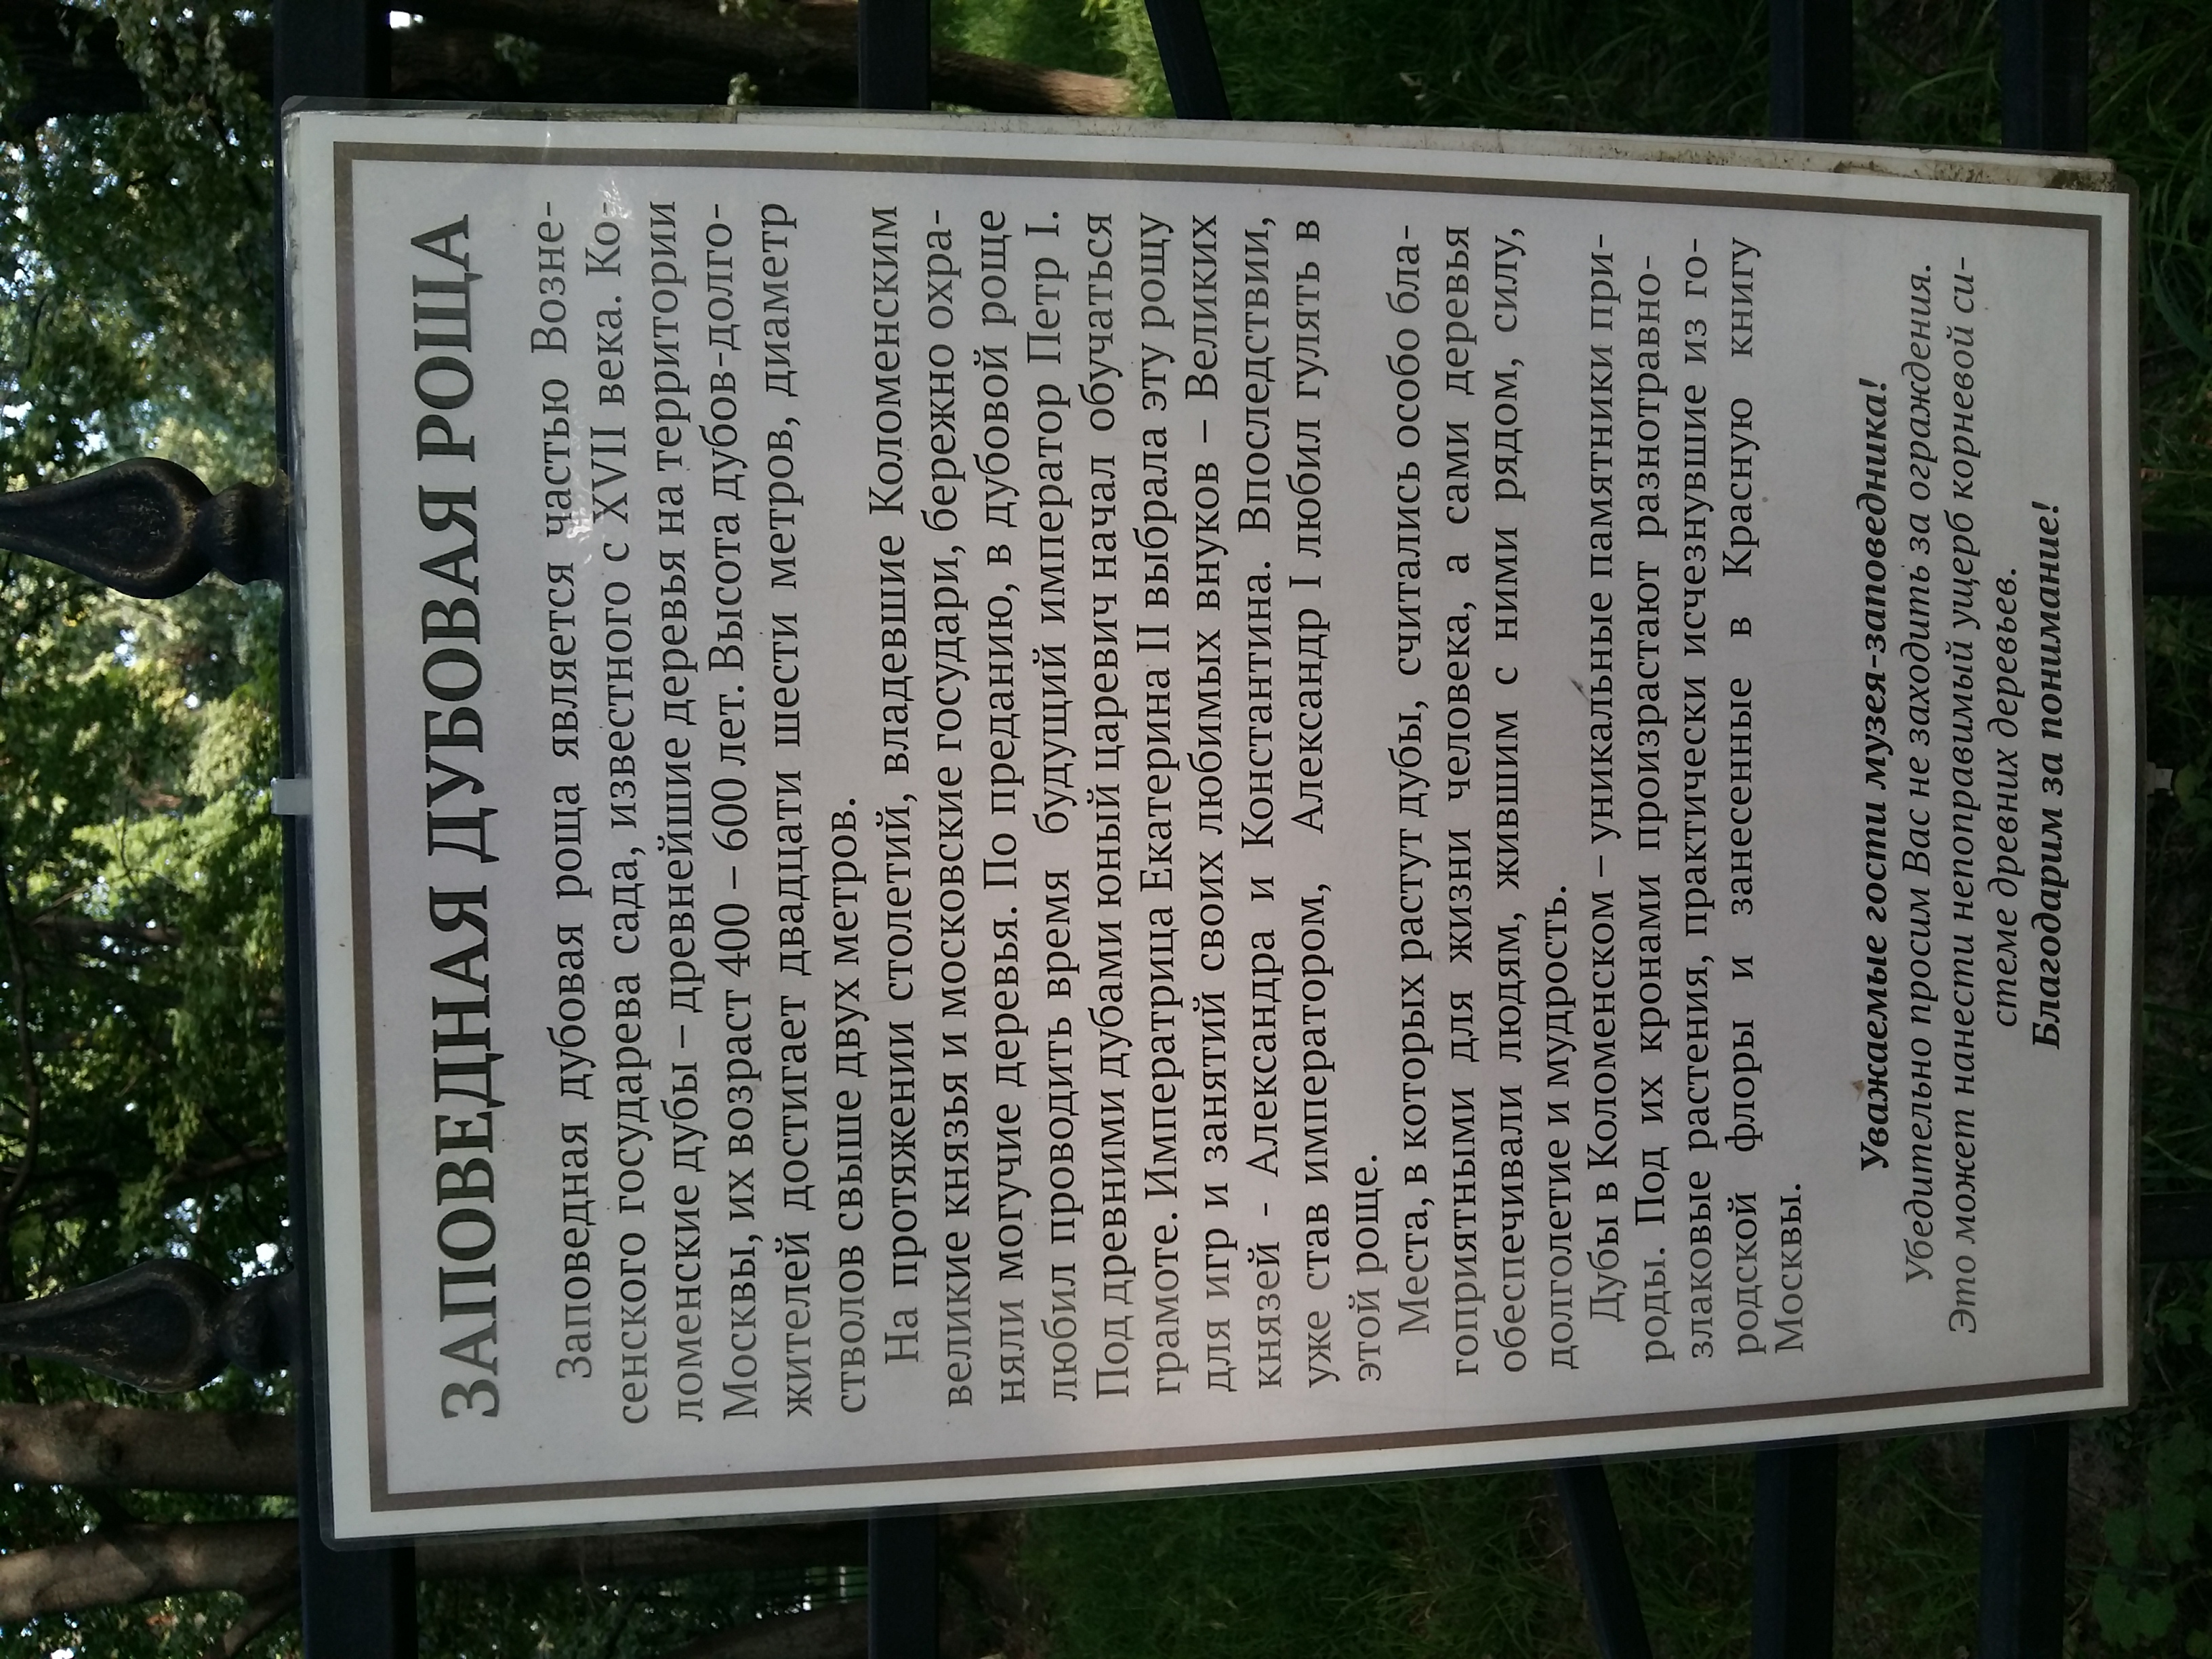 ЗАПОВЕДНАЯ ДУБОВАЯ РОЩА
Заповедная дубовая роща является частью Возне-
сенского государева сада, известного с XVII века. Ко-
ломенские дубы – древнейшие деревья на территории
Москвы, их возраст 400 – 600 лет. Высота дубов-долго-
жителей достигает двадцати шести метров, диаметр
стволов свыше двух метров.
На протяжении столетий, владевшие Коломенским
великие князья и московские государи, бережно охра-
няли могучие деревья. По преданию, в дубовой роще
любил проводить время будущий император Петр I.
Под древними дубами юный царевич начал обучаться
грамоте. Императрица Екатерина II выбрала эту рощу
для игр и занятий своих любимых внуков – Великих
князей - Александра и Константина. Впоследствии,
уже став императором, Александр I любил гулять в
этой роще.
Места, в которых растут дубы, считались особо бла-
гоприятными для жизни человека, а сами деревья
обеспечивали людям, жившим с ними рядом, силу,
долголетие и мудрость.
Дубы в Коломенском – уникальные памятники при-
роды. Под их кронами произрастают разнотравно-
злаковые растения, практически исчезнувшие из го-
родской флоры и занесенные в Красную книгу
Москвы.
Уважаемые гости музея-заповедника!
Убедительно просим Вас не заходить за ограждения.
Это может нанести непоправимый ущерб корневой си-
стеме древних деревьев.
Благодарим за понимание!